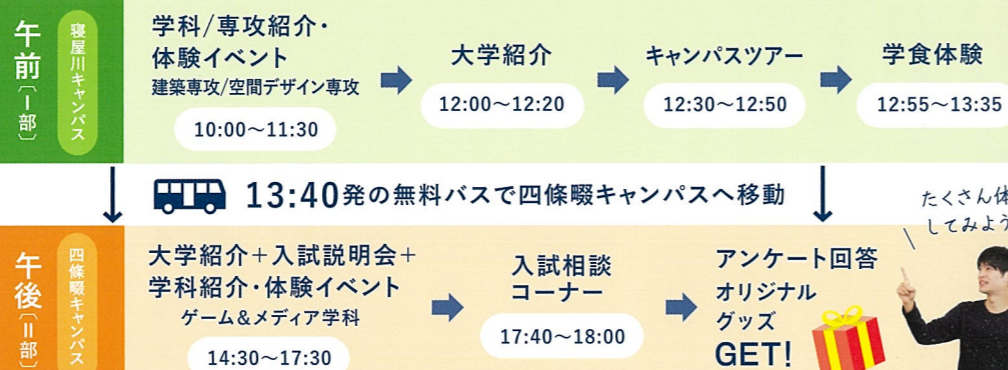 午前〔Ⅰ部〕
寝屋川キャンパス
学科/専攻紹介・
体験イベント
建築専攻/空間デザイン専攻
10:00〜11:30
大学紹介
12:00〜12:20
キャンパスツアー
12:30〜12:50
学食体験
12:55〜13:35
13:40発の無料バスで四條畷キャンパスへ移動
たくさん体
してみよう
午後〔Ⅱ部〕
四條畷キャンパス
大学紹介+入試説明会+
学科紹介・体験イベント
ゲーム&メディア学科
14:30〜17:30
入試相談
コーナー
17:40〜18:00
アンケート回答
オリジナル
グッズ
GET!